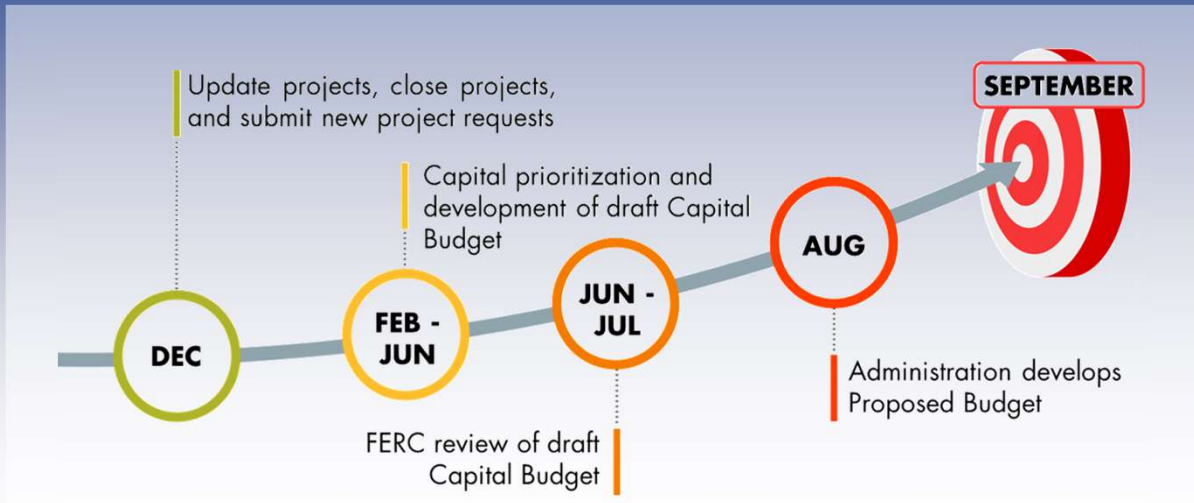 Update projects, close projects,
and submit new project requests
SEPTEMBER
Capital prioritization and
development of draft Capital
Budget
DEC
FEB -
JUN
JUN -
JUL
AUG
FERC review of draft
Capital Budget
Administration develops
Proposed Budget